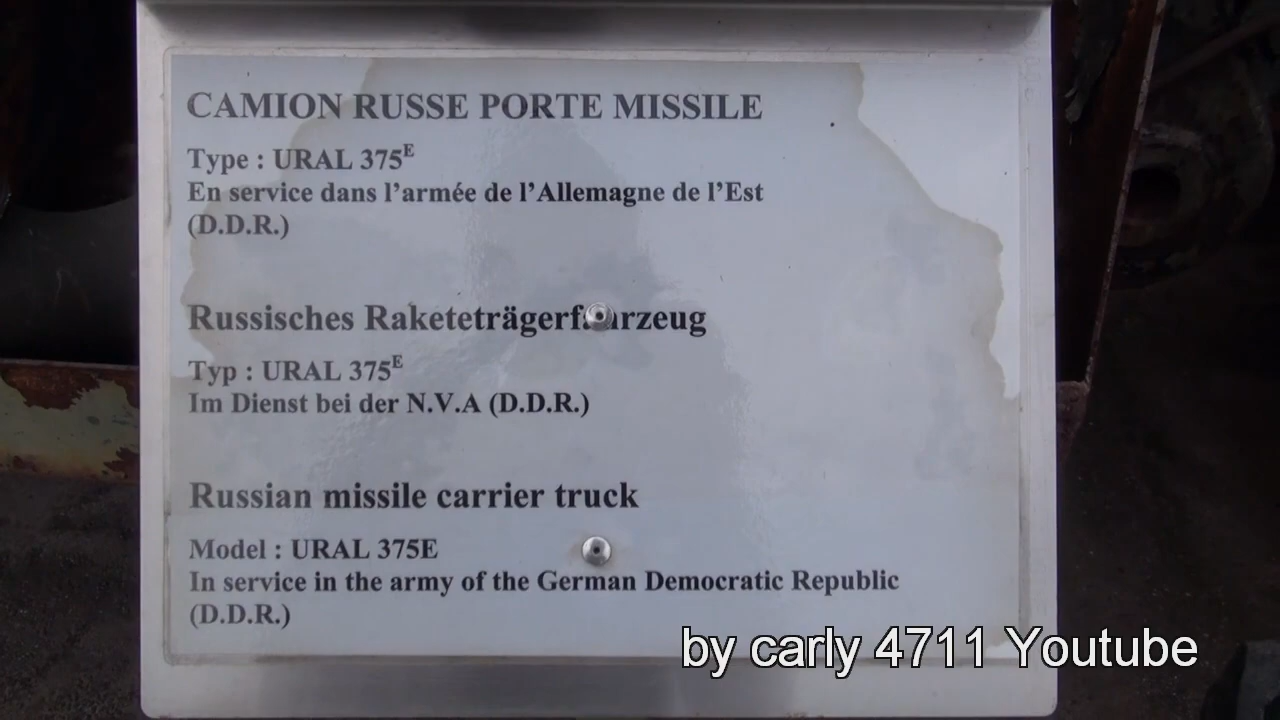 CAMION RUSSE PORTE MISSILE
Type : URAL 375E
En service dans l'armée de l'Allemagne de l'Est
(D.D.R.)
Russisches Raketeträgerfahrzeug
Typ : URAL 375E
Im Dienst bei der N.V.A (D.D.R.)
Russian missile carrier truck
Model : URAL 375E
In service in the army of the German Democratic Republic
(D.D.R.)
by carly 4711 Youtube